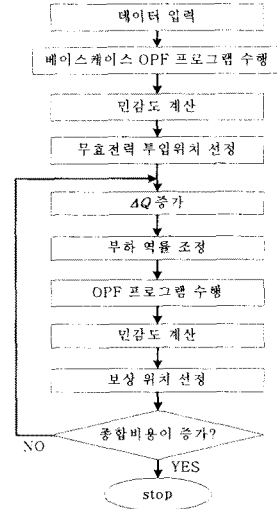 데이터 입력
베이스케이스 OPF 프로그램 수행
민감도 계산
무효전력 투입위치 선정
ΔQ 증가
부하 역률 조정
OPF 프로그램 수행
민감도 계산
보상 위치 선정
종합비용이 증가?
NO
YES
stop